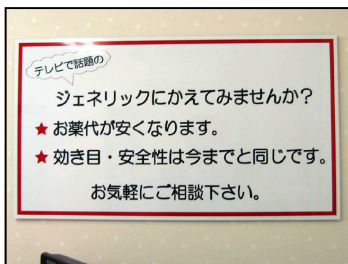 テレビで話題の
ジェネリックにかえてみませんか？
★お薬代が安くなります。
★効き目・安全性は今までと同じです。
お気軽にご相談下さい。